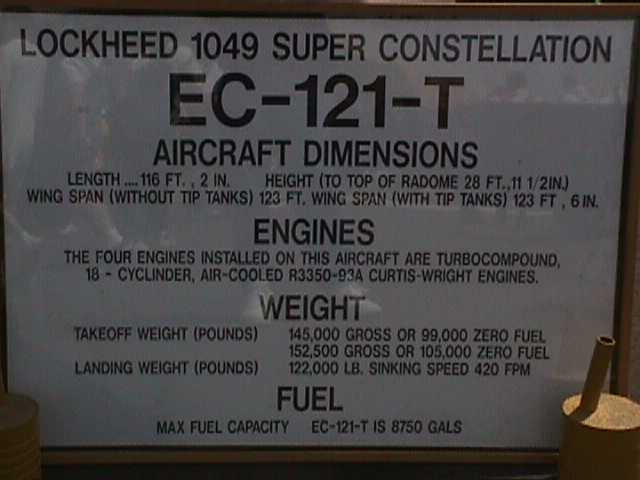 LOCKHEED 1049 SUPER CONSTELLATION
EC-121-T
AIRCRAFT DIMENSIONS
LENGTH .... 116 FT. , 2 IN. HEIGHT (TO TOP OF RADOME 28 FT.,11 1/2IN.)
WING SPAN (WITHOUT TIP TANKS) 123 FT. WING SPAN (WITH TIP TANKS) 123 FT , 6 IN.
ENGINES
THE FOUR ENGINES INSTALLED ON THIS AIRCRAFT ARE TURBOCOMPOUND,
18 - CYCLINDER, AIR-COOLED R3350-93A CURTIS-WRIGHT ENGINES.
WEIGHT
TAKEOFF WEIGHT (POUNDS) 145,000 GROSS OR 99,000 ZERO FUEL
152,500 GROSS OR 105,000 ZERO FUEL
LANDING WEIGHT (POUNDS) 122,000 LB. SINKING SPEED 420 FPM
FUEL
MAX FUEL CAPACITY EC-121-T IS 8750 GALS